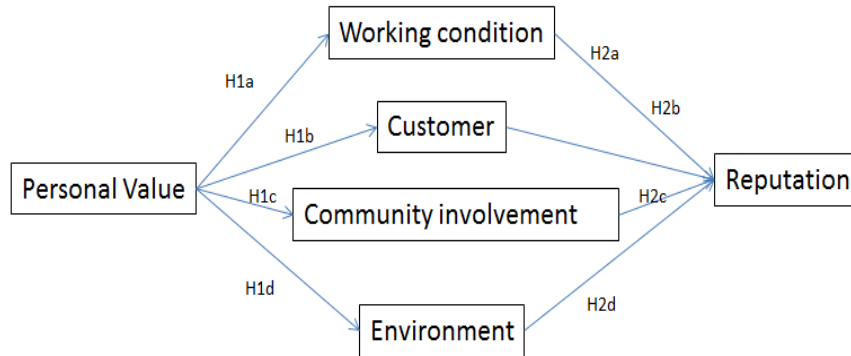 Working condition
H2a
H1a
H2b
H1b
Customer
Personal Value
Reputation
H1c
Community involvement
H2c
H1d
H2d
Environment